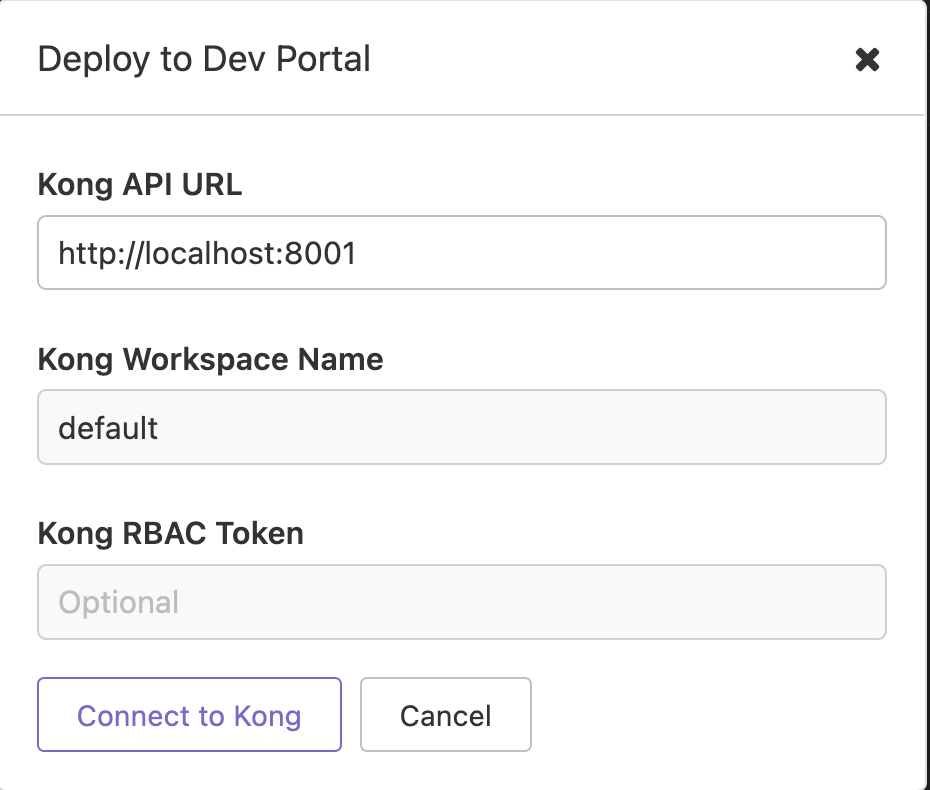 Deploy to Dev Portal
Kong API URL
http://localhost:8001
Kong Workspace Name
default
Kong RBAC Token
Optional
Connect to Kong
Cancel